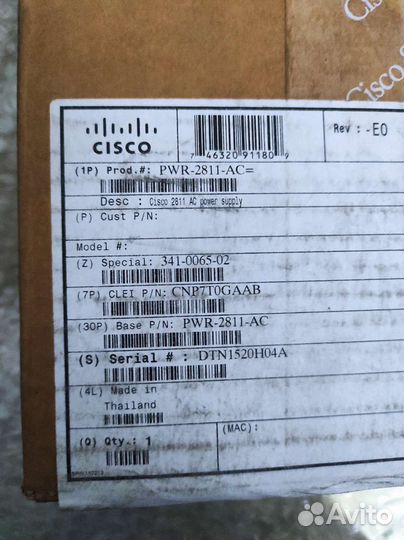 Cisco
Cisco S
CISCO
7 46320 91180 9
Rev : -E0
(1P) Prod.#: PWR-2811-AC=
Desc : Cisco 2811 AC power supply
(P) Cust P/N:
Model #:
(Z) Special: 341-0065-02
(7P) CLEI P/N: CNP7T0GAAB
(30P) Base P/N: PWR-2811-AC
(S) Serial # : DTN1520H04A
(4L) Made in
Thailand
(Q) Qty.: 1
(MAC):
Avito